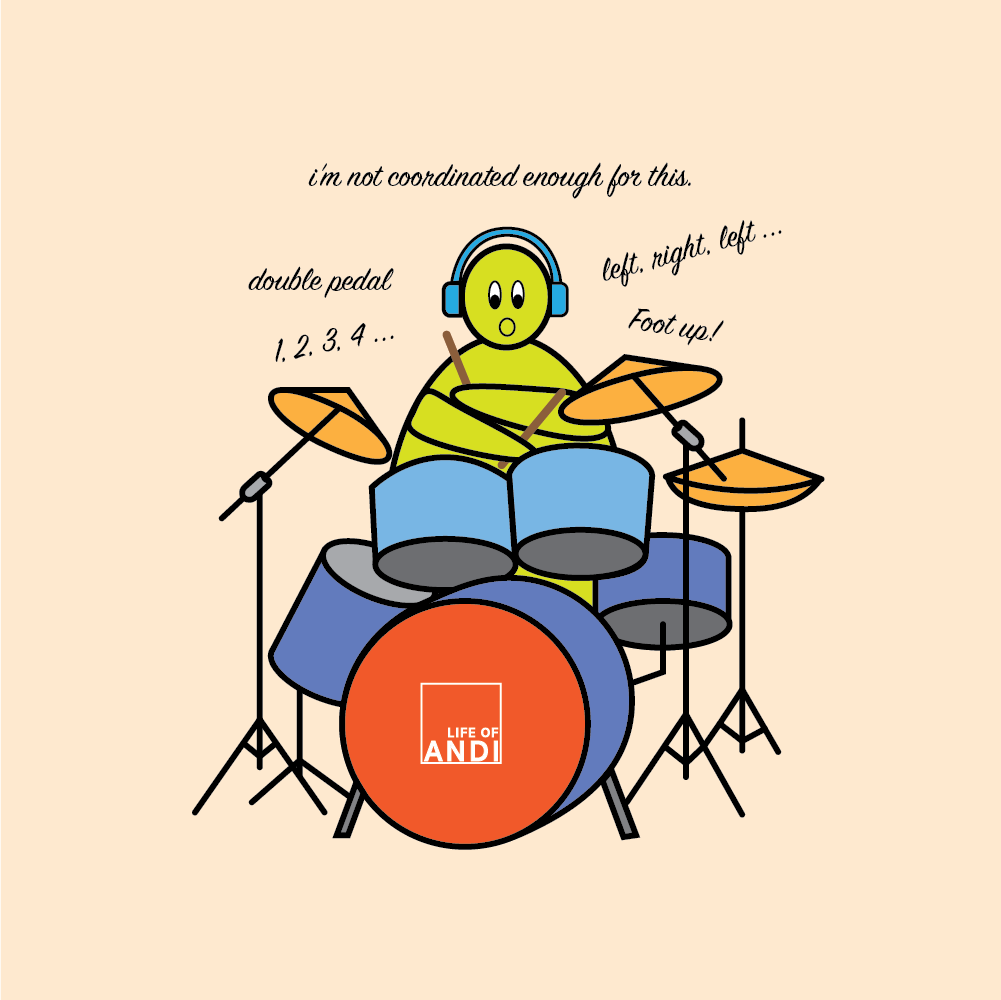 i'm not coordinated enough for this.
left, right, left ...
double pedal
Foot up!
1, 2, 3, 4 ...
LIFE OF
ANDI